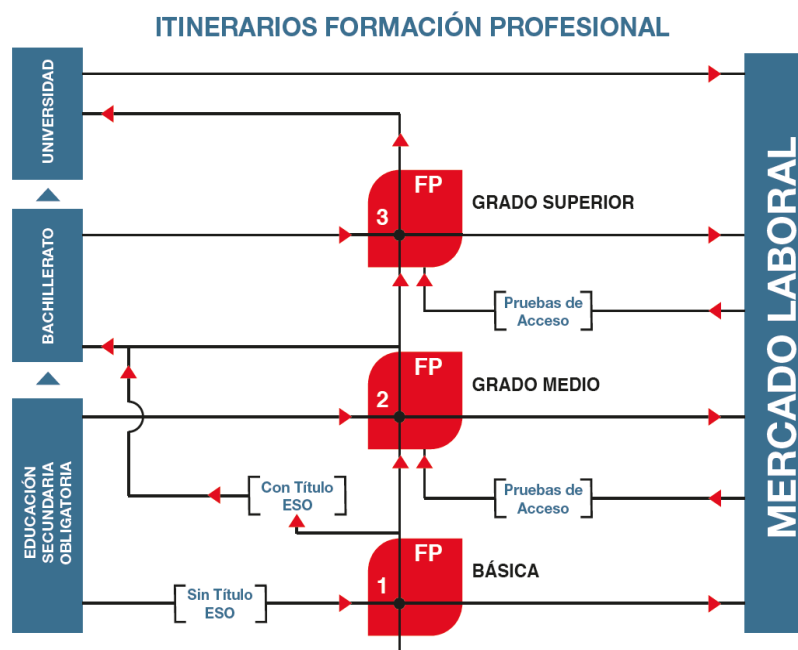 ITINERARIOS FORMACIÓN PROFESIONAL
UNIVERSIDAD
BACHILLERATO
EDUCACIÓN
SECUNDARIA
OBLIGATORIA
FP
3
GRADO SUPERIOR
Pruebas de
Acceso
FP
2
GRADO MEDIO
Con Título
ESO
Pruebas de
Acceso
FP
1
BÁSICA
Sin Título
ESO
MERCADO LABORAL